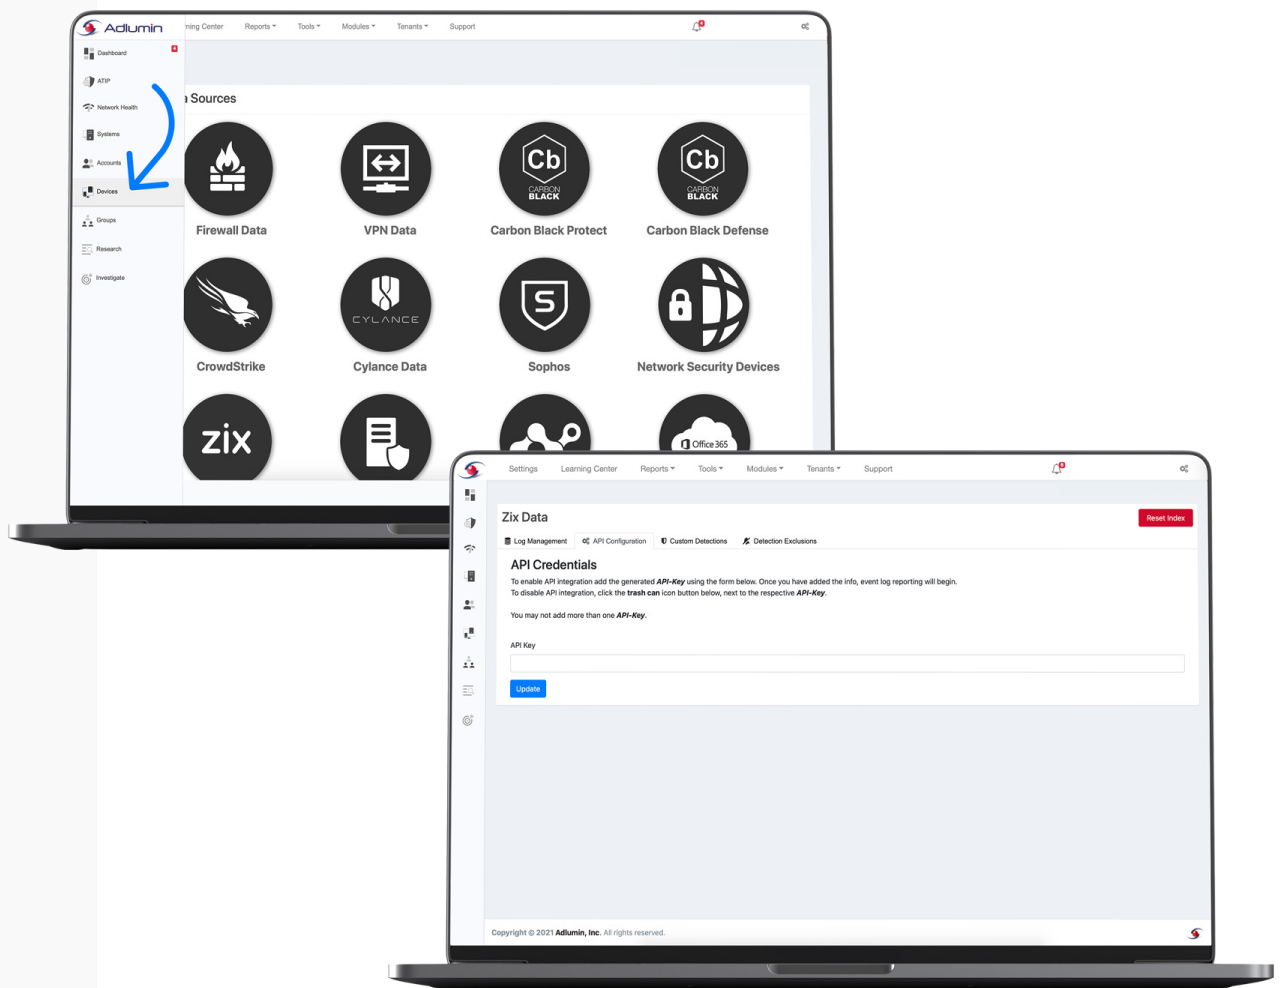 Adlumin
ning Center Reports Tools Modules Tenants Support
4
Dashboard
4
ATIP
Network Health
Systems
Accounts
Devices
Groups
Research
Investigate
a Sources
Cb
CARBON
BLACK
Cb
CARBON
BLACK
Firewall Data
VPN Data
Carbon Black Protect
Carbon Black Defense
CYLANCE
S
CrowdStrike
Cylance Data
Sophos
Network Security Devices
zix
Office 365
Settings Learning Center Reports Tools Modules Tenants Support
Zix Data
Reset Index
Log Management API Configuration Custom Detections Detection Exclusions
API Credentials
To enable API integration add the generated API-Key using the form below. Once you have added the info, event log reporting will begin.
To disable API integration, click the trash can icon button below, next to the respective API-Key.
You may not add more than one API-Key.
API Key
Update
Copyright © 2021 Adlumin, Inc. All rights reserved.